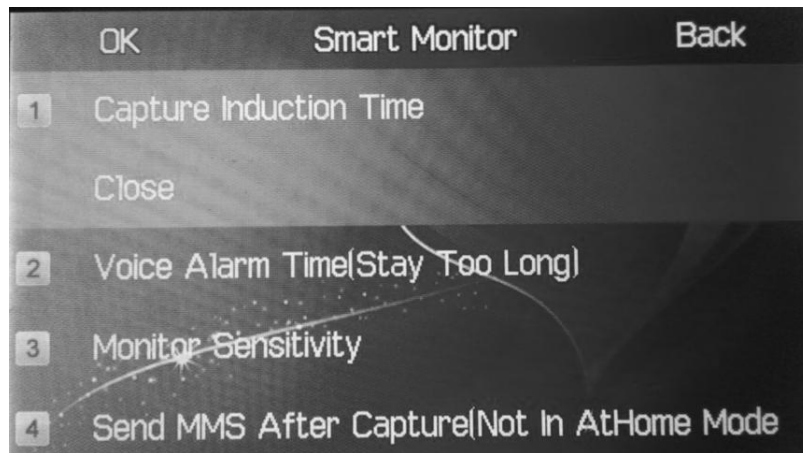 OK Smart Monitor Back
1 Capture Induction Time
Close
2 Voice Alarm Time(Stay Too Long)
3 Monitor Sensitivity
4 Send MMS After Capture(Not In AtHome Mode